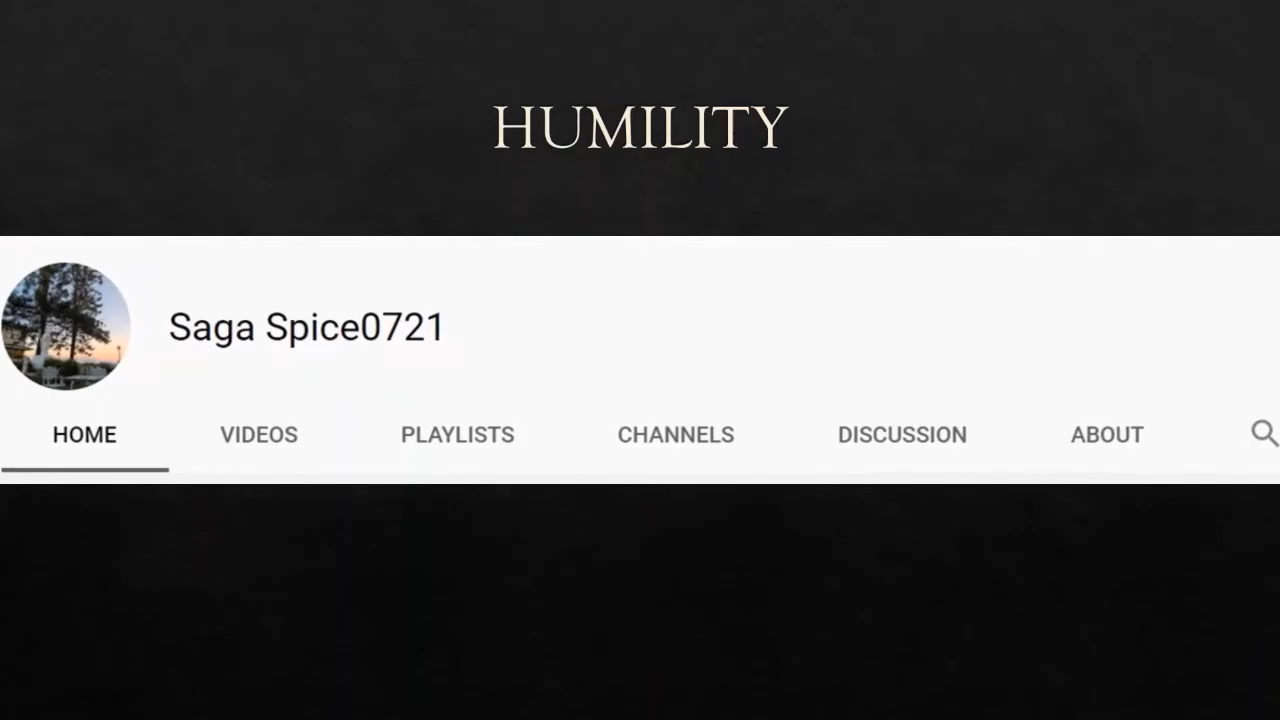 HUMILITY
Saga Spice0721
HOME VIDEOS PLAYLISTS CHANNELS DISCUSSION ABOUT